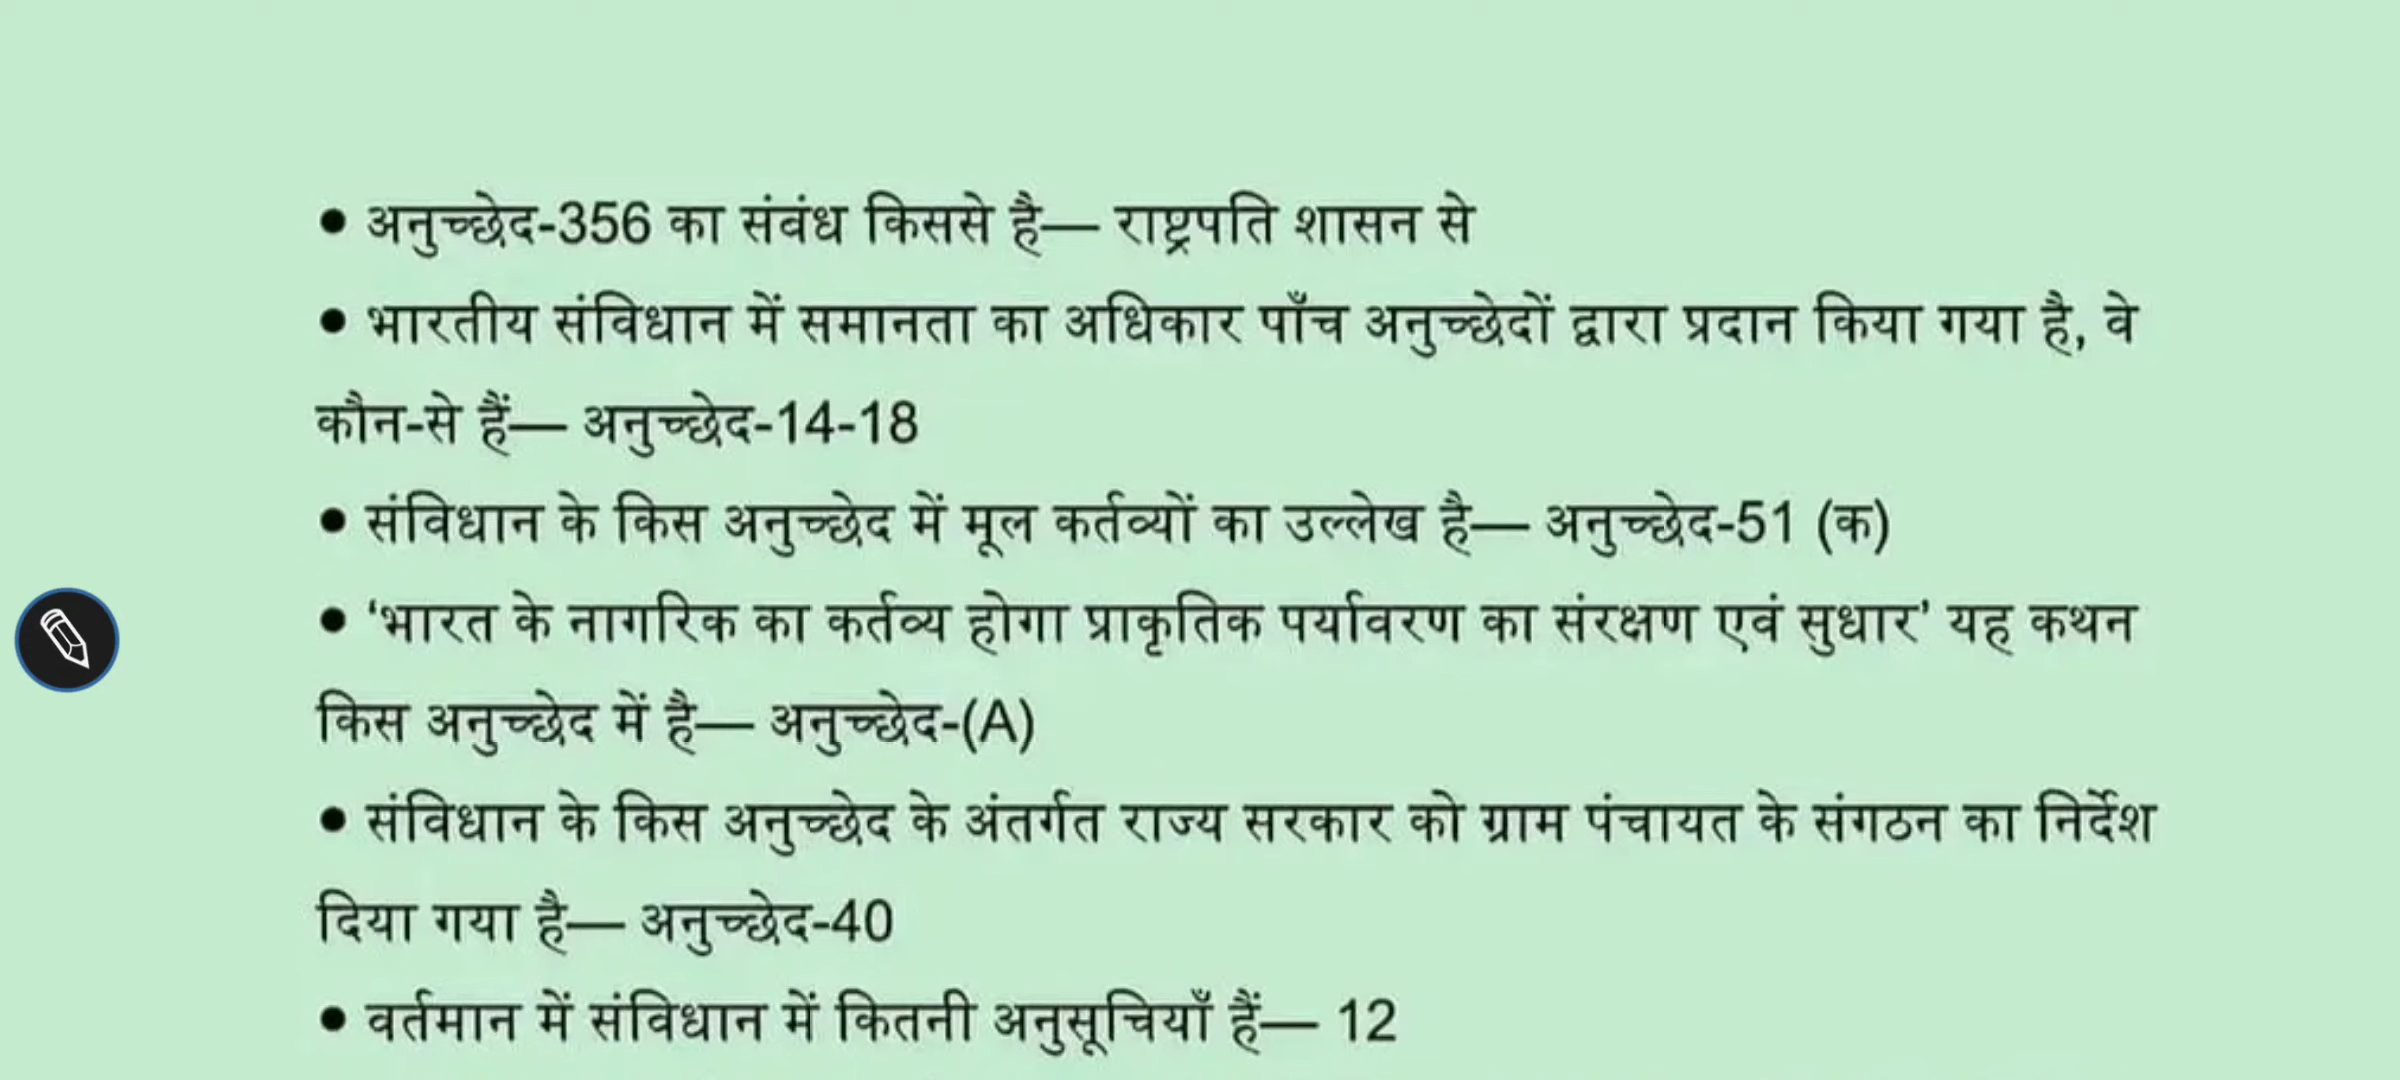 ● अनुच्छेद-356 का संबंध किससे है— राष्ट्रपति शासन से
● भारतीय संविधान में समानता का अधिकार पाँच अनुच्छेदों द्वारा प्रदान किया गया है, वे
कौन-से हैं— अनुच्छेद-14-18
● संविधान के किस अनुच्छेद में मूल कर्तव्यों का उल्लेख है— अनुच्छेद-51 (क)
● ‘भारत के नागरिक का कर्तव्य होगा प्राकृतिक पर्यावरण का संरक्षण एवं सुधार’ यह कथन
किस अनुच्छेद में है— अनुच्छेद-(A)
● संविधान के किस अनुच्छेद के अंतर्गत राज्य सरकार को ग्राम पंचायत के संगठन का निर्देश
दिया गया है— अनुच्छेद-40
● वर्तमान में संविधान में कितनी अनुसूचियाँ हैं— 12